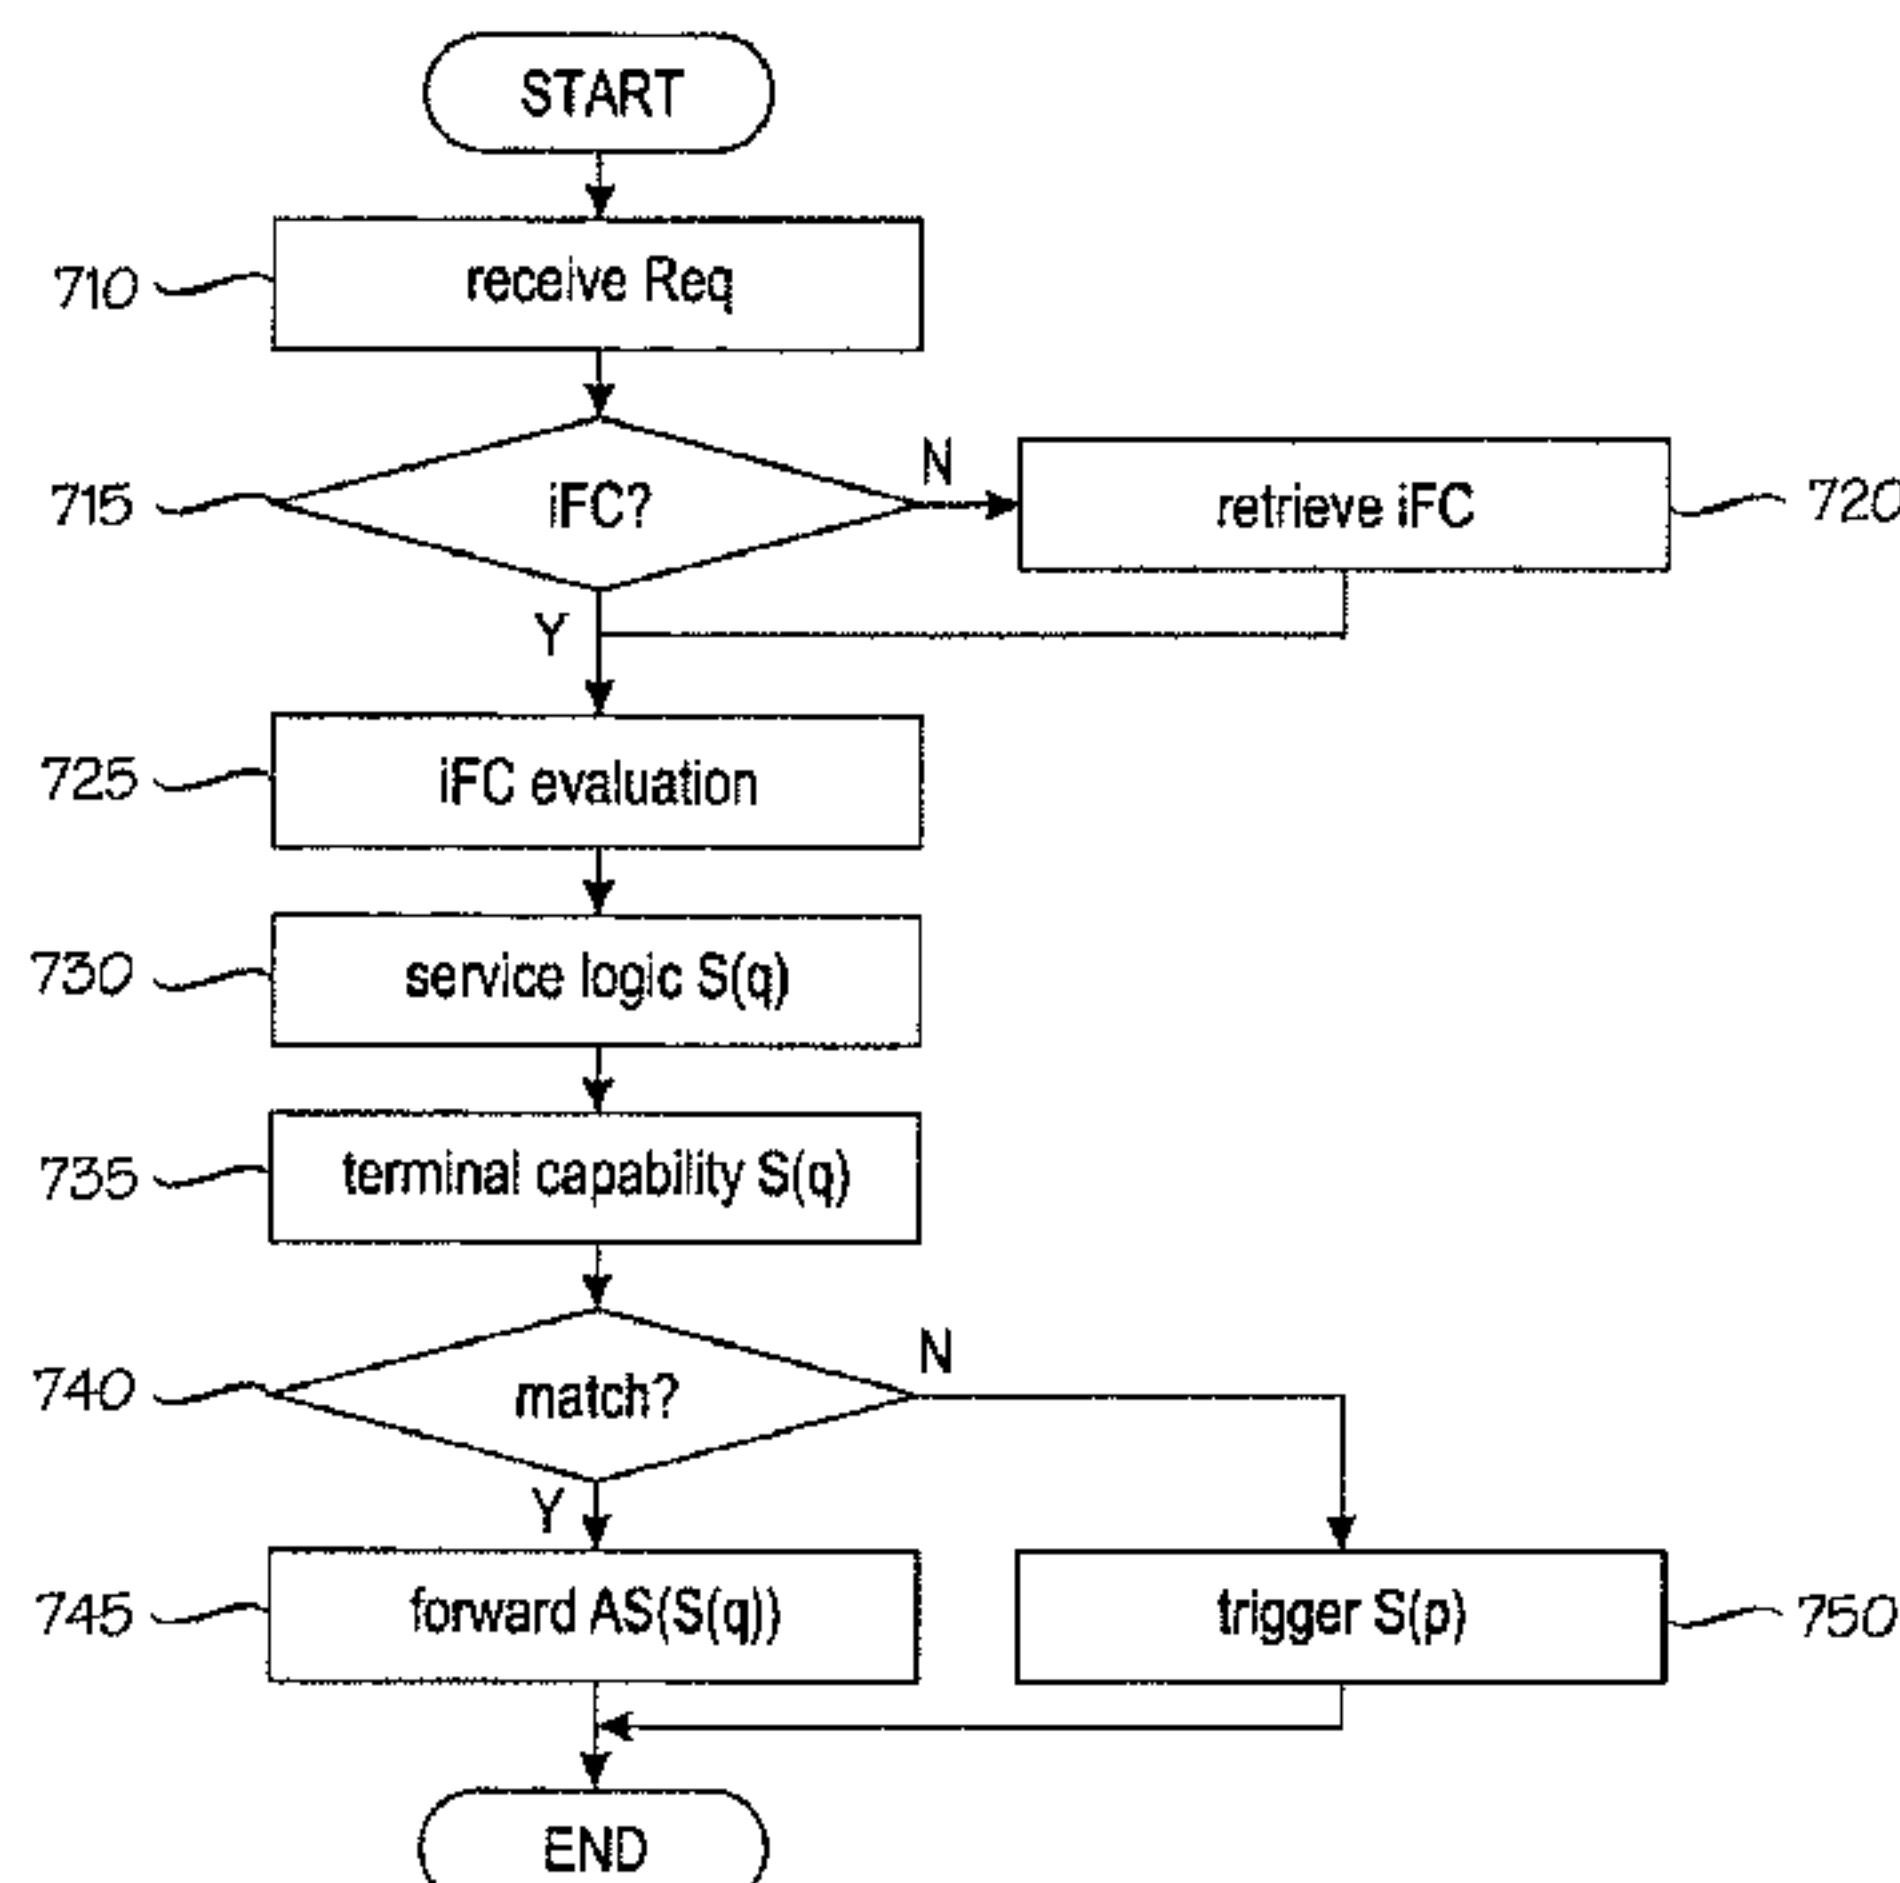 START
710
receive Req
715
iFC?
N
retrieve iFC
720
Y
725
iFC evaluation
730
service logic S(q)
735
terminal capability S(q)
740
match?
N
Y
745
forward AS(S(q))
trigger S(p)
750
END